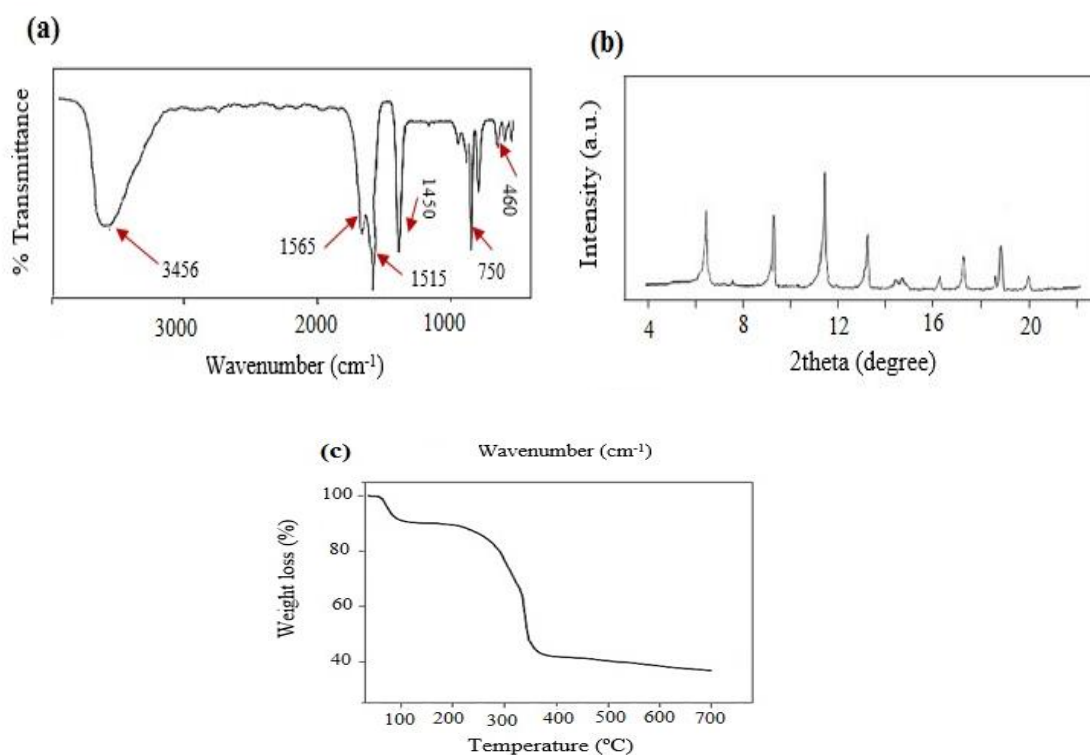 (a)
% Transmittance
3456
1565
1515
1450
750
460
3000
2000
1000
Wavenumber (cm-1)
(b)
Intensity (a.u.)
4
8
12
16
20
2theta (degree)
(c)
Wavenumber (cm-1)
Weight loss (%)
100
80
60
40
100
200
300
400
500
600
700
Temperature (ºC)